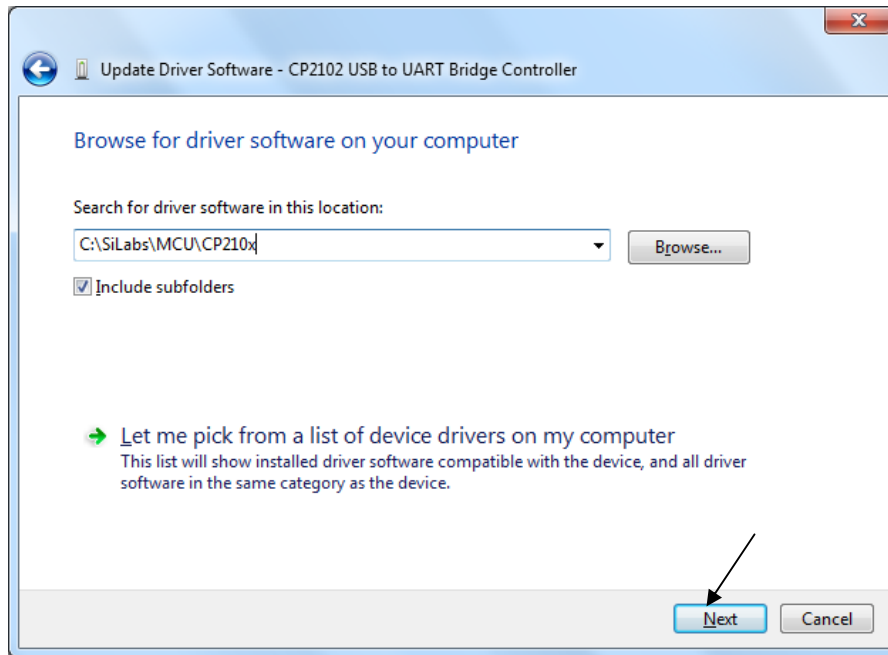 Update Driver Software - CP2102 USB to UART Bridge Controller
Browse for driver software on your computer
Search for driver software in this location:
C:\SiLabs\MCU\CP210x
Browse...
Include subfolders
Let me pick from a list of device drivers on my computer
This list will show installed driver software compatible with the device, and all driver
software in the same category as the device.
Next
Cancel